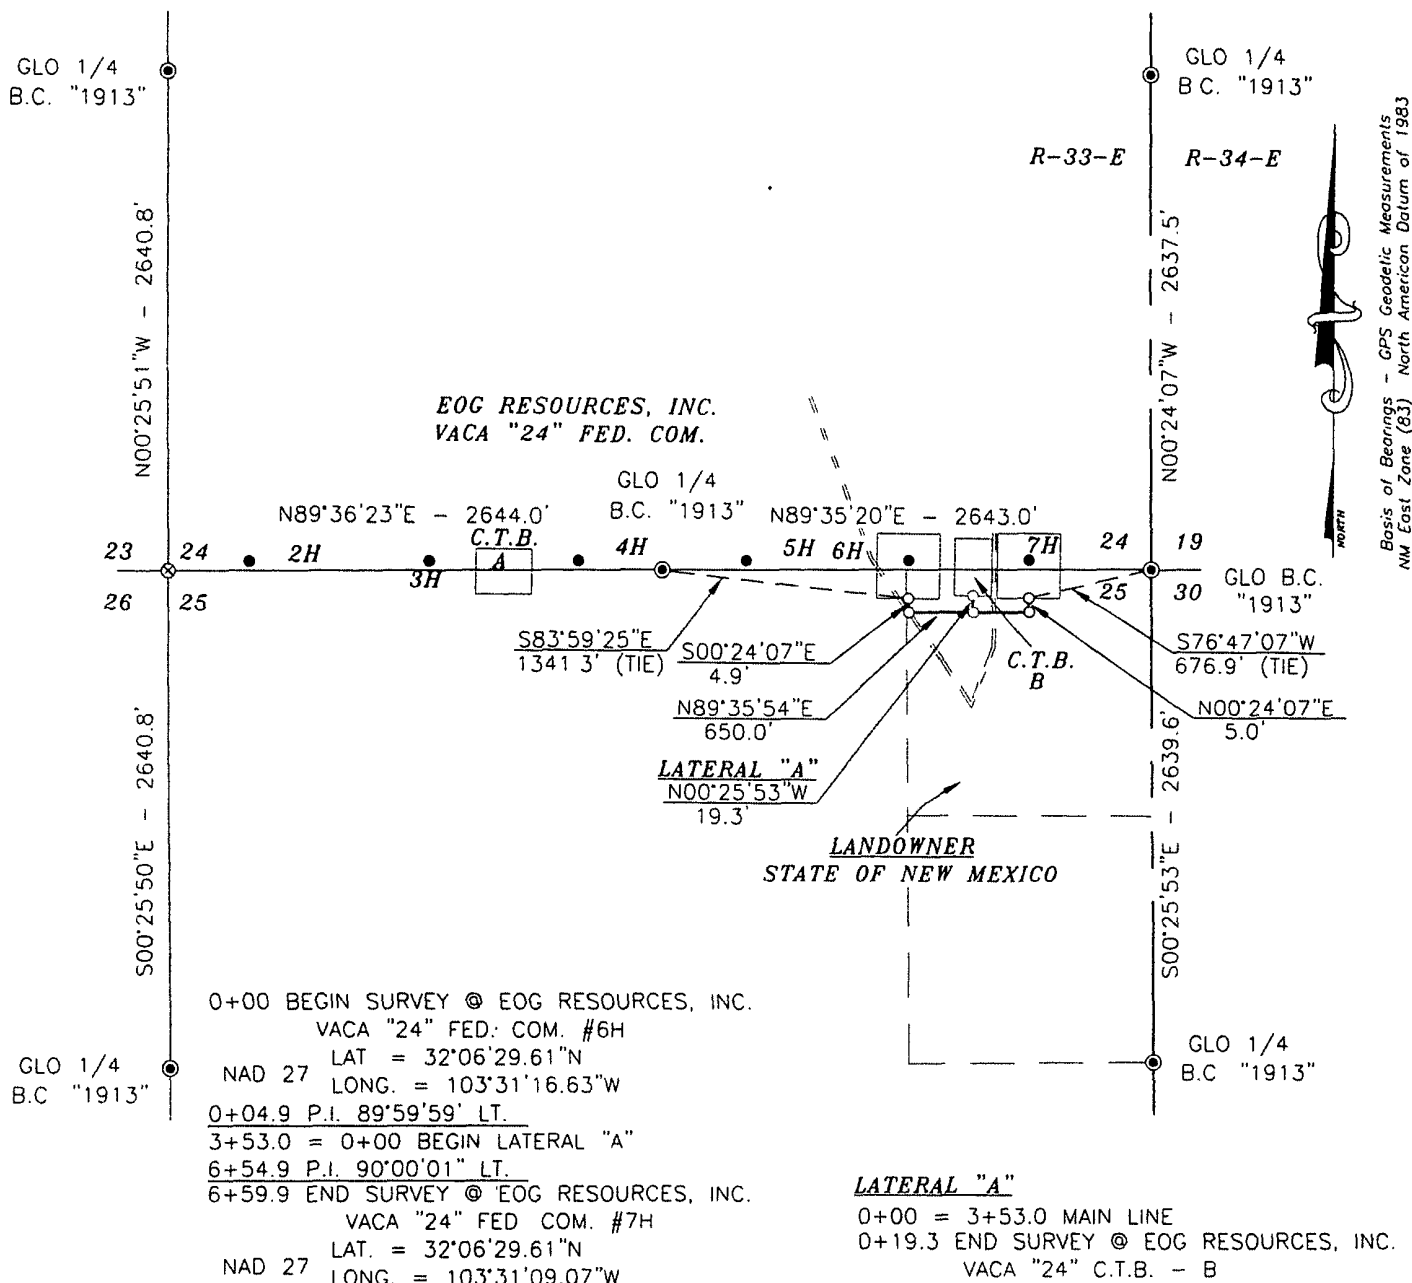 GLO 1/4
B.C. "1913"
GLO 1/4
B C. "1913"
R-33-E
R-34-E
N00°25'51"W - 2640.8'
N00°24'07"W - 2637.5'
Basis of Bearings - GPS Geodetic Measurements
NM East Zone (83) North American Datum of 1983
NORTH
EOG RESOURCES, INC.
VACA "24" FED. COM.
GLO 1/4
B.C. "1913"
N89°36'23"E - 2644.0'
N89°35'20"E - 2643.0'
C.T.B.
A
23
24
2H
3H
4H
5H
6H
7H
24
19
26
25
25
30
GLO B.C.
"1913"
S83°59'25"E
1341 3' (TIE)
S00°24'07"E
4.9'
C.T.B.
B
S76°47'07"W
676.9' (TIE)
N89°35'54"E
650.0'
N00°24'07"E
5.0'
LATERAL "A"
N00°25'53"W
19.3'
LANDOWNER
STATE OF NEW MEXICO
S00°25'50"E - 2640.8'
S00°25'53"E - 2639.6'
GLO 1/4
B.C "1913"
GLO 1/4
B.C "1913"
0+00 BEGIN SURVEY @ EOG RESOURCES, INC.
VACA "24" FED. COM. #6H
LAT = 32°06'29.61"N
NAD 27
LONG. = 103°31'16.63"W
0+04.9 P.I. 89°59'59' LT.
3+53.0 = 0+00 BEGIN LATERAL "A"
6+54.9 P.I. 90°00'01" LT.
6+59.9 END SURVEY @ EOG RESOURCES, INC.
VACA "24" FED COM. #7H
LAT. = 32°06'29.61"N
NAD 27
LONG. = 103°31'09.07"W
LATERAL "A"
0+00 = 3+53.0 MAIN LINE
0+19.3 END SURVEY @ EOG RESOURCES, INC.
VACA "24" C.T.B. - B